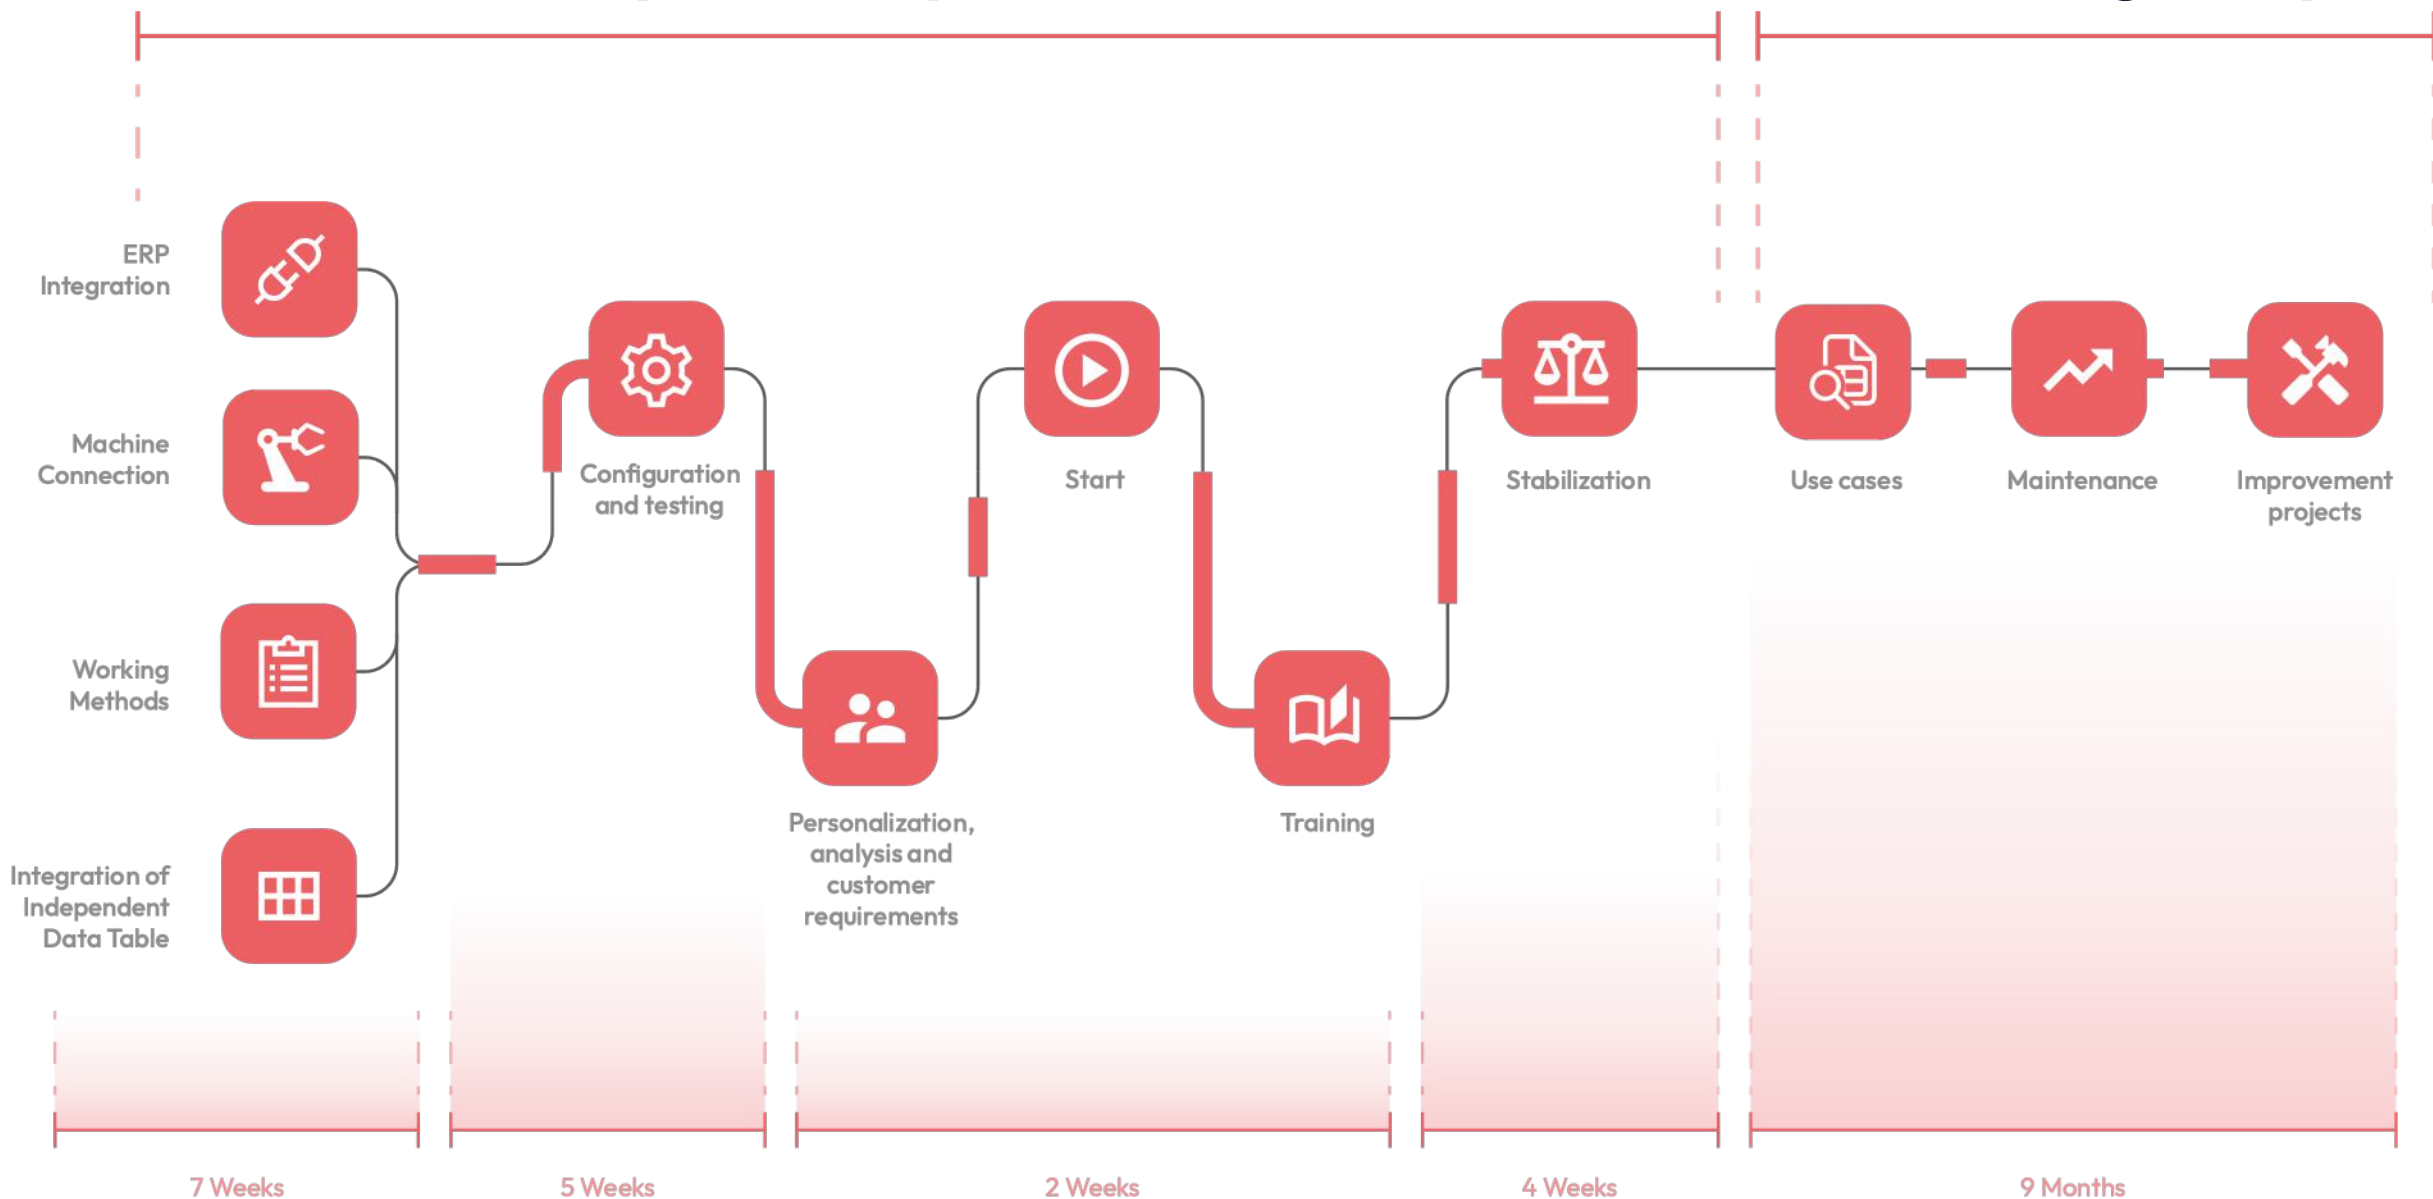 ERP
Integration
Machine
Connection
Working
Methods
Integration of
Independent
Data Table
Configuration
and testing
Personalization,
analysis and
customer
requirements
Start
Training
Stabilization
Use cases
Maintenance
Improvement
projects
7 Weeks
5 Weeks
2 Weeks
4 Weeks
9 Months